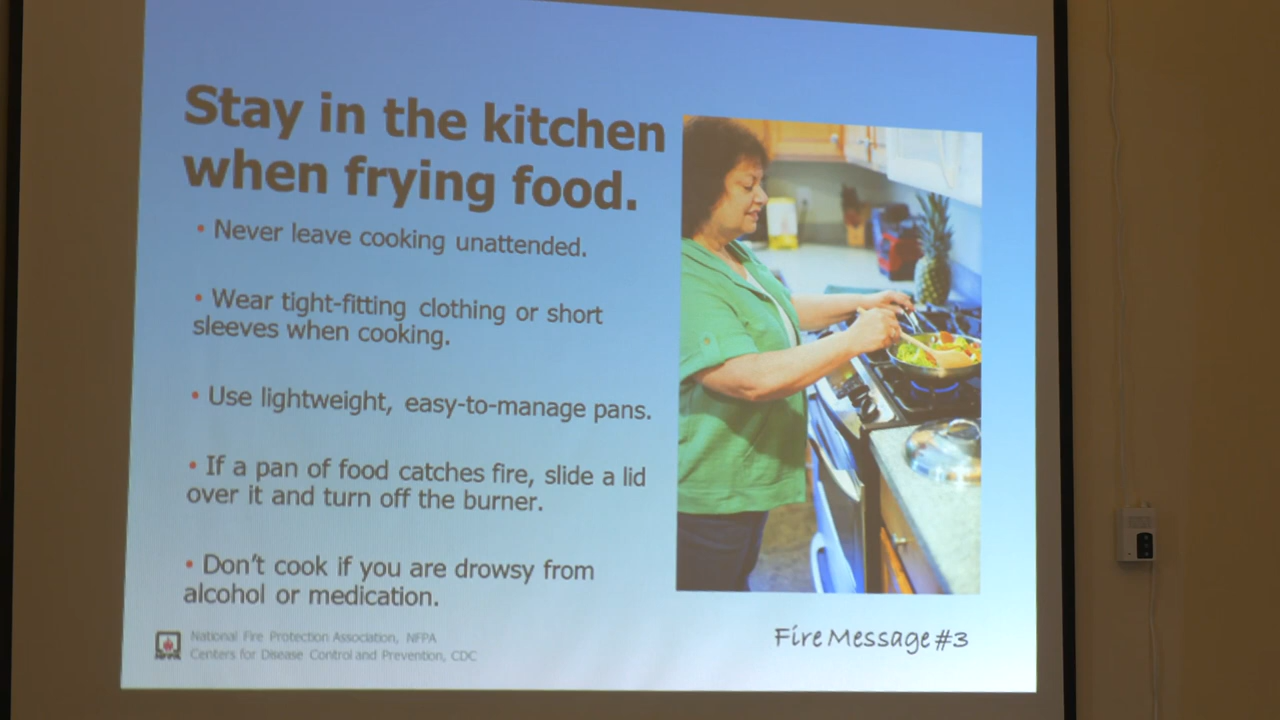 Stay in the kitchen
when frying food.
• Never leave cooking unattended.
• Wear tight-fitting clothing or short
sleeves when cooking.
• Use lightweight, easy-to-manage pans.
• If a pan of food catches fire, slide a lid
over it and turn off the burner.
• Don't cook if you are drowsy from
alcohol or medication.
NFPA
National Fire Protection Association, NFPA
Centers for Disease Control and Prevention, CDC
Fire Message #3